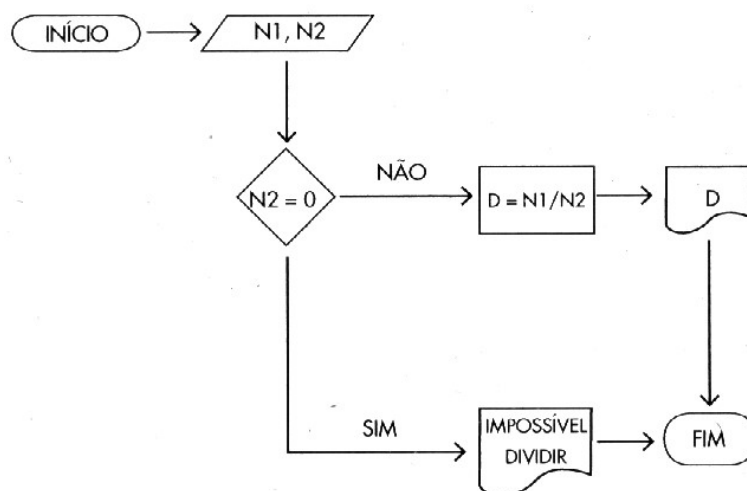 INÍCIO
N1, N2
N2 = 0
NÃO
D = N1/N2
D
SIM
IMPOSSÍVEL
DIVIDIR
FIM